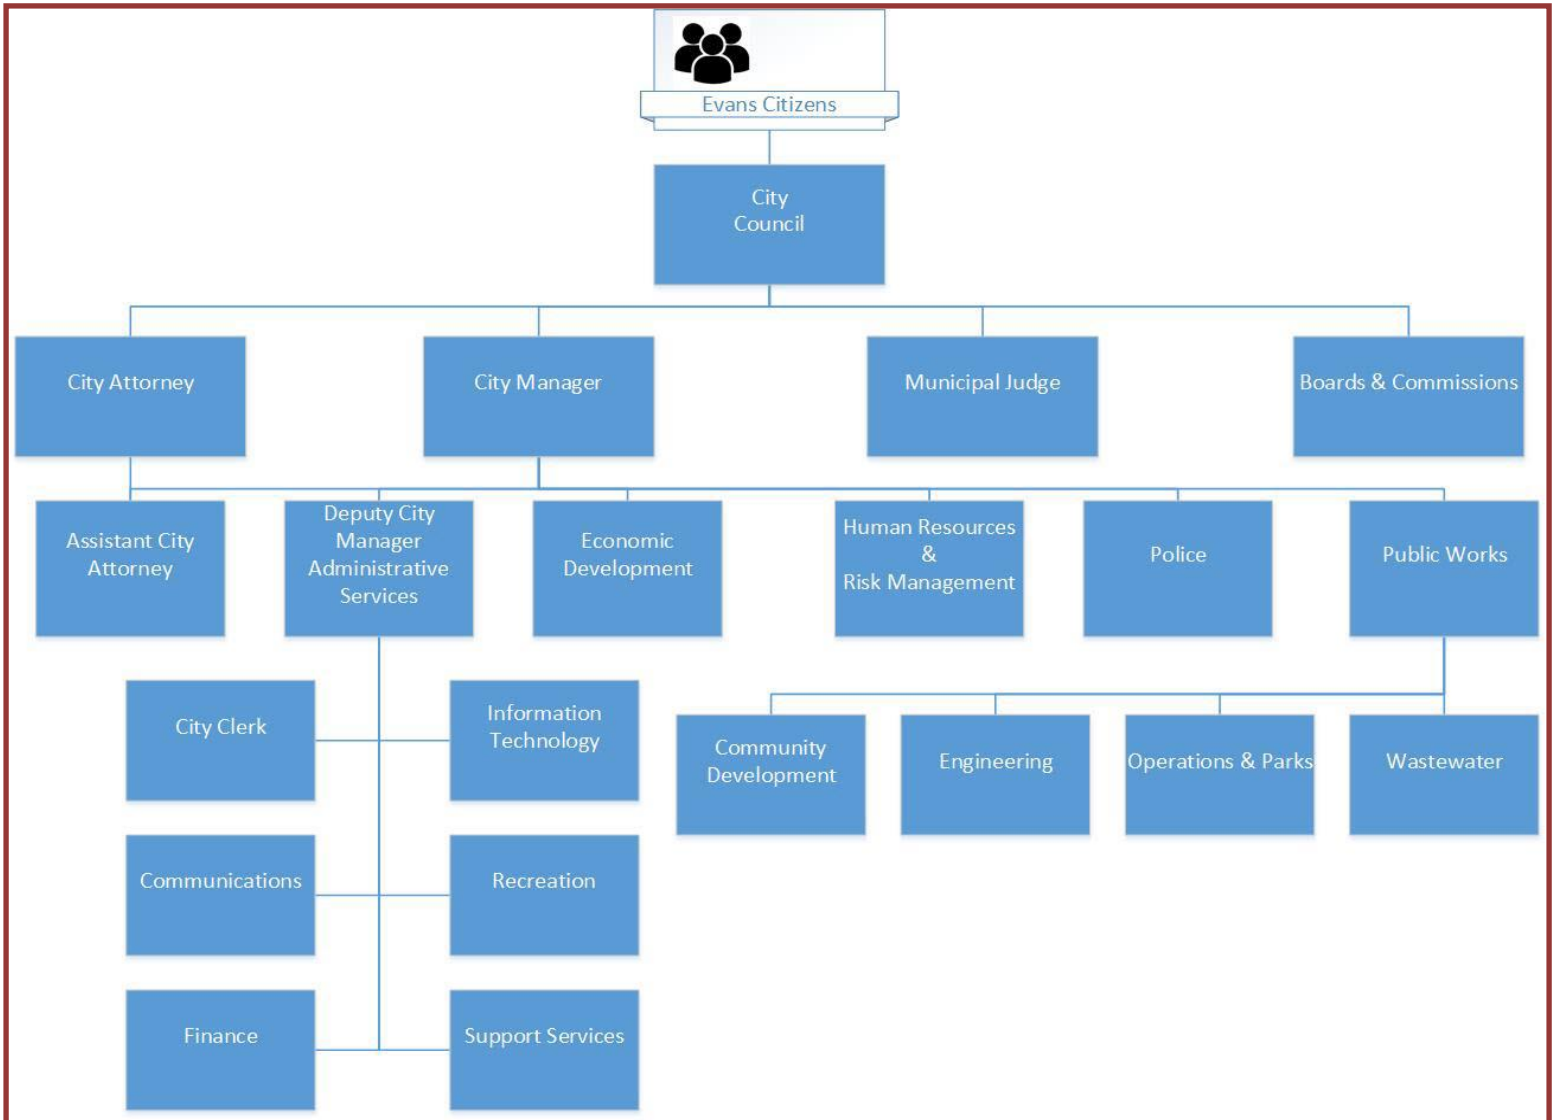 Evans Citizens
City
Council
City Attorney
City Manager
Municipal Judge
Boards & Commissions
Assistant City
Attorney
Deputy City
Manager
Administrative
Services
Economic
Development
Human Resources
&
Risk Management
Police
Public Works
City Clerk
Information
Technology
Community
Development
Engineering
Operations & Parks
Wastewater
Communications
Recreation
Finance
Support Services